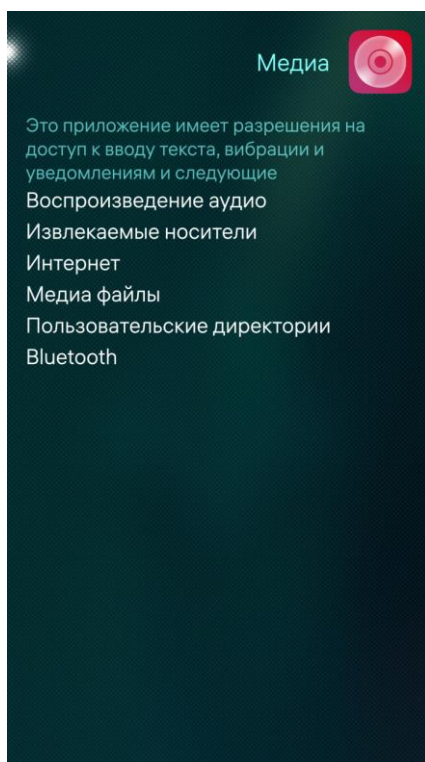 Медиа
Это приложение имеет разрешения на
доступ к вводу текста, вибрации и
уведомлениям и следующие
Воспроизведение аудио
Извлекаемые носители
Интернет
Медиа файлы
Пользовательские директории
Bluetooth